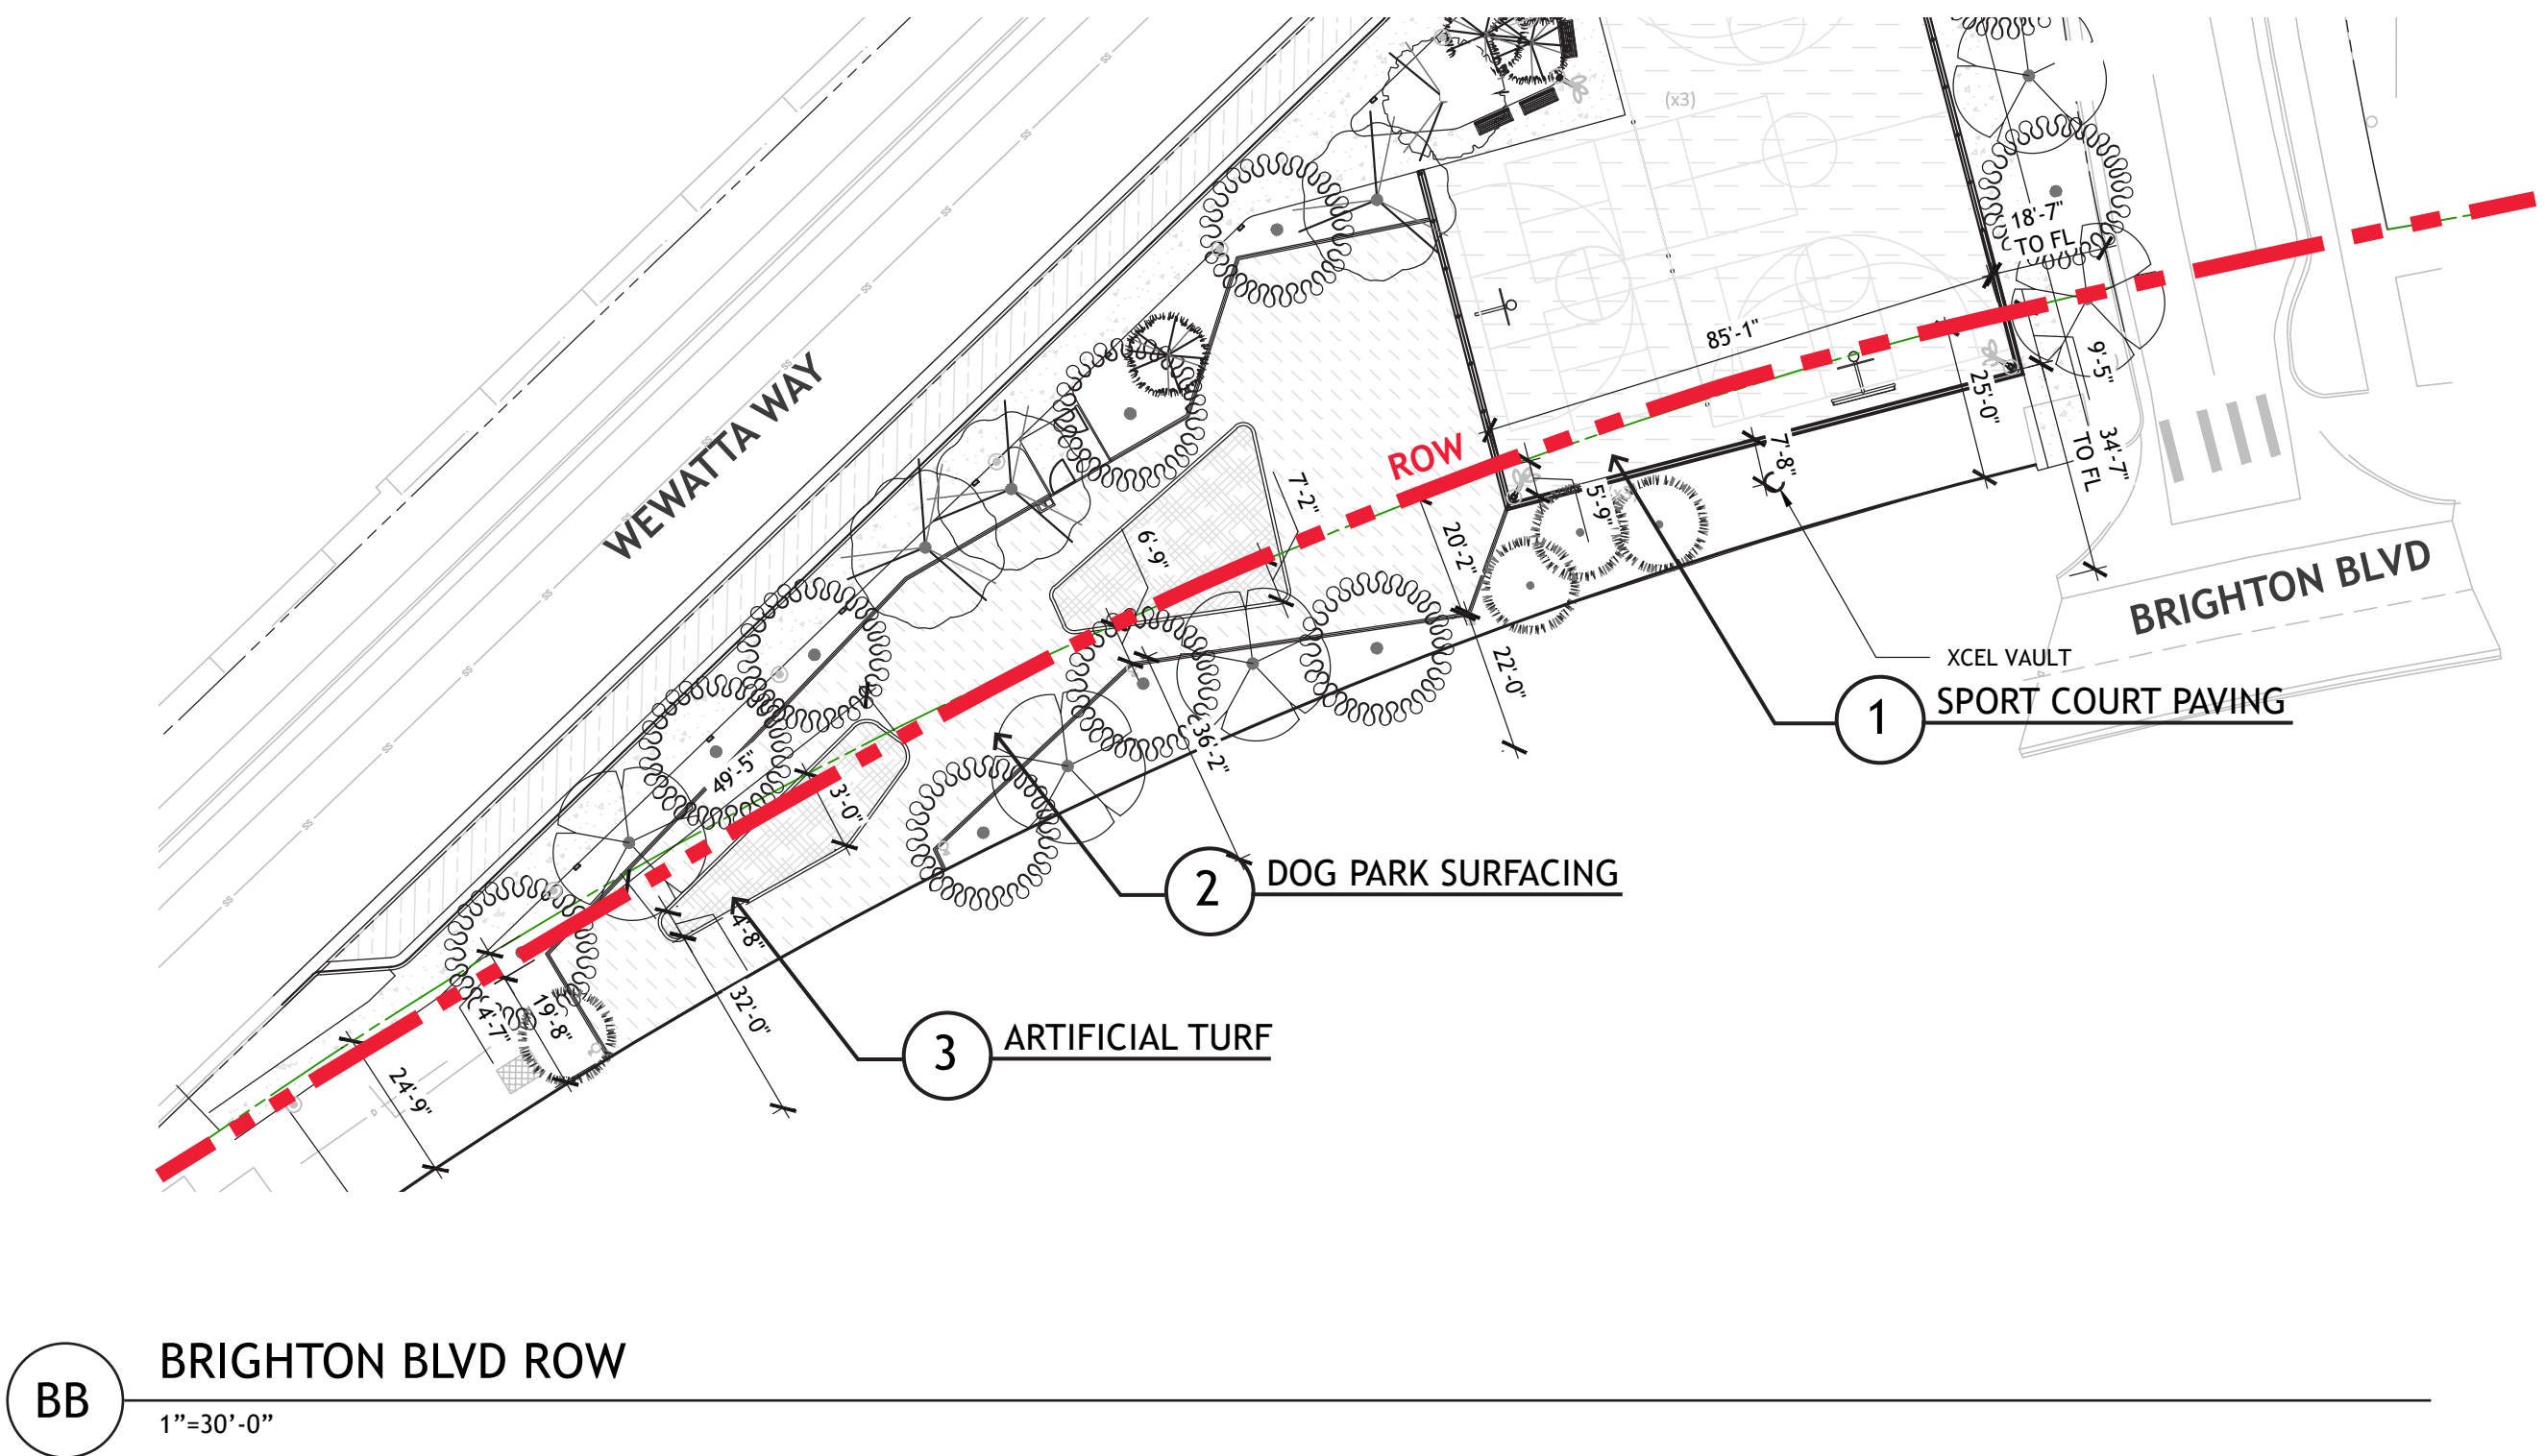 (x3)
18'-7"
TO FL
85'-1"
9'-5"
25'-0"
34'-7"
TO FL
WEWATTA WAY
ROW
7'-8"
7'-2"
5'-9"
6'-9"
20'-2"
BRIGHTON BLVD
XCEL VAULT
22'-0"
1 SPORT COURT PAVING
36'-2"
49'-5"
3'-0"
2 DOG PARK SURFACING
4'-8"
32'-0"
4'-7"
19'-8"
3 ARTIFICIAL TURF
24'-9"
BRIGHTON BLVD ROW
BB
1”=30’-0”